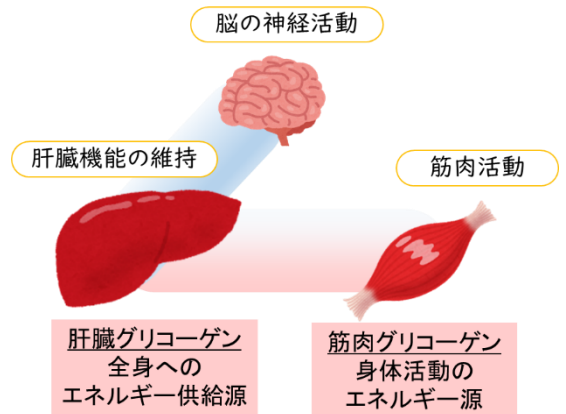 脳の神経活動
肝臓機能の維持
筋肉活動
肝臓グリコーゲン
全身への
エネルギー供給源
筋肉グリコーゲン
身体活動の
エネルギー源